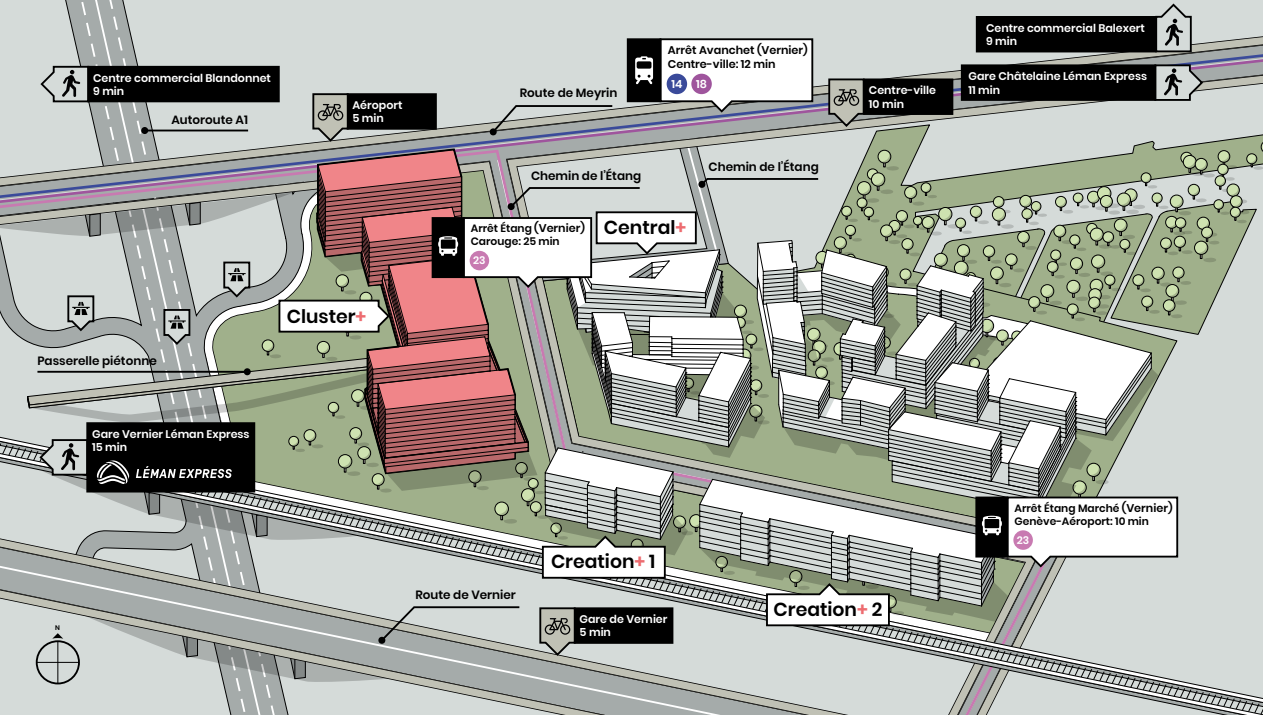 Centre commercial Balexert
9 min
Arrêt Avanchet (Vernier)
Centre-ville: 12 min
14 18
Centre commercial Blandonnet
9 min
Gare Châtelaine Léman Express
11 min
Route de Meyrin
Centre-ville
10 min
Aéroport
5 min
Autoroute A1
Chemin de l'Étang
Chemin de l'Étang
Arrêt Étang (Vernier)
Carouge: 25 min
23
Central+
Cluster+
Passerelle piétonne
Gare Vernier Léman Express
15 min
LÉMAN EXPRESS
Arrêt Étang Marché (Vernier)
Genève-Aéroport: 10 min
23
Creation+ 1
Creation+ 2
Route de Vernier
Gare de Vernier
5 min
N